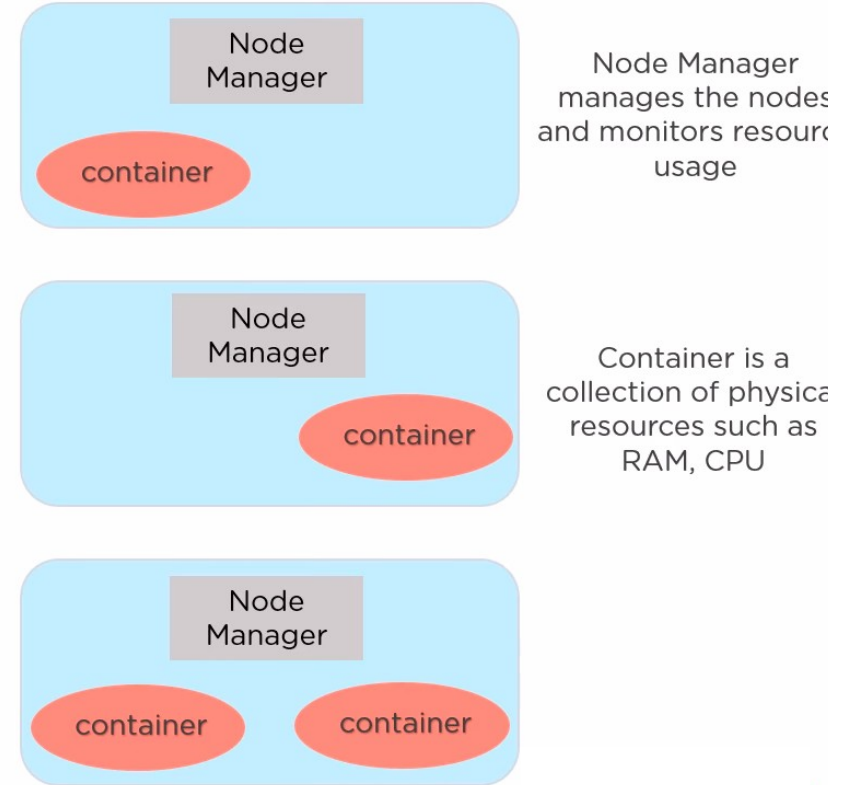 Node
Manager
container
Node Manager
manages the nodes
and monitors resourc
usage
Node
Manager
container
Container is a
collection of physica
resources such as
RAM, CPU
Node
Manager
container
container